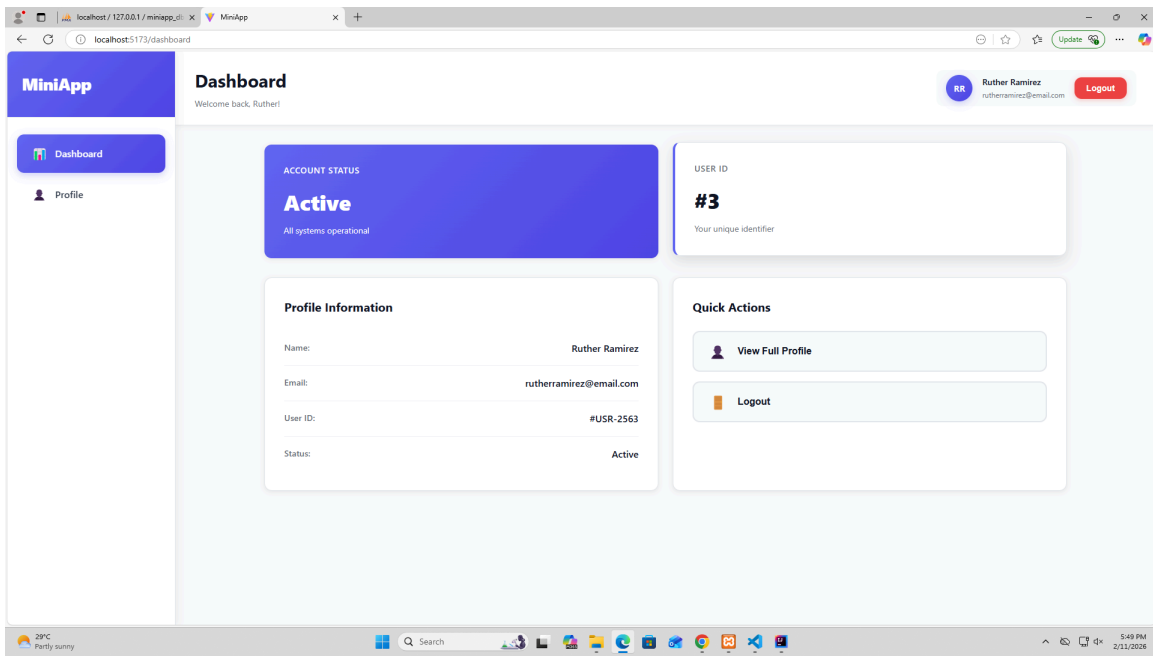 localhost / 127.0.0.1 / miniapp_db
MiniApp
localhost:5173/dashboard
Update
MiniApp
Dashboard
Welcome back, Ruther!
RR
Ruther Ramirez
rutherramirez@email.com
Logout
Dashboard
Profile
ACCOUNT STATUS
Active
All systems operational
USER ID
#3
Your unique identifier
Profile Information
Name:
Ruther Ramirez
Email:
rutherramirez@email.com
User ID:
#USR-2563
Status:
Active
Quick Actions
View Full Profile
Logout
29°C
Partly sunny
Search
5:49 PM
2/11/2026